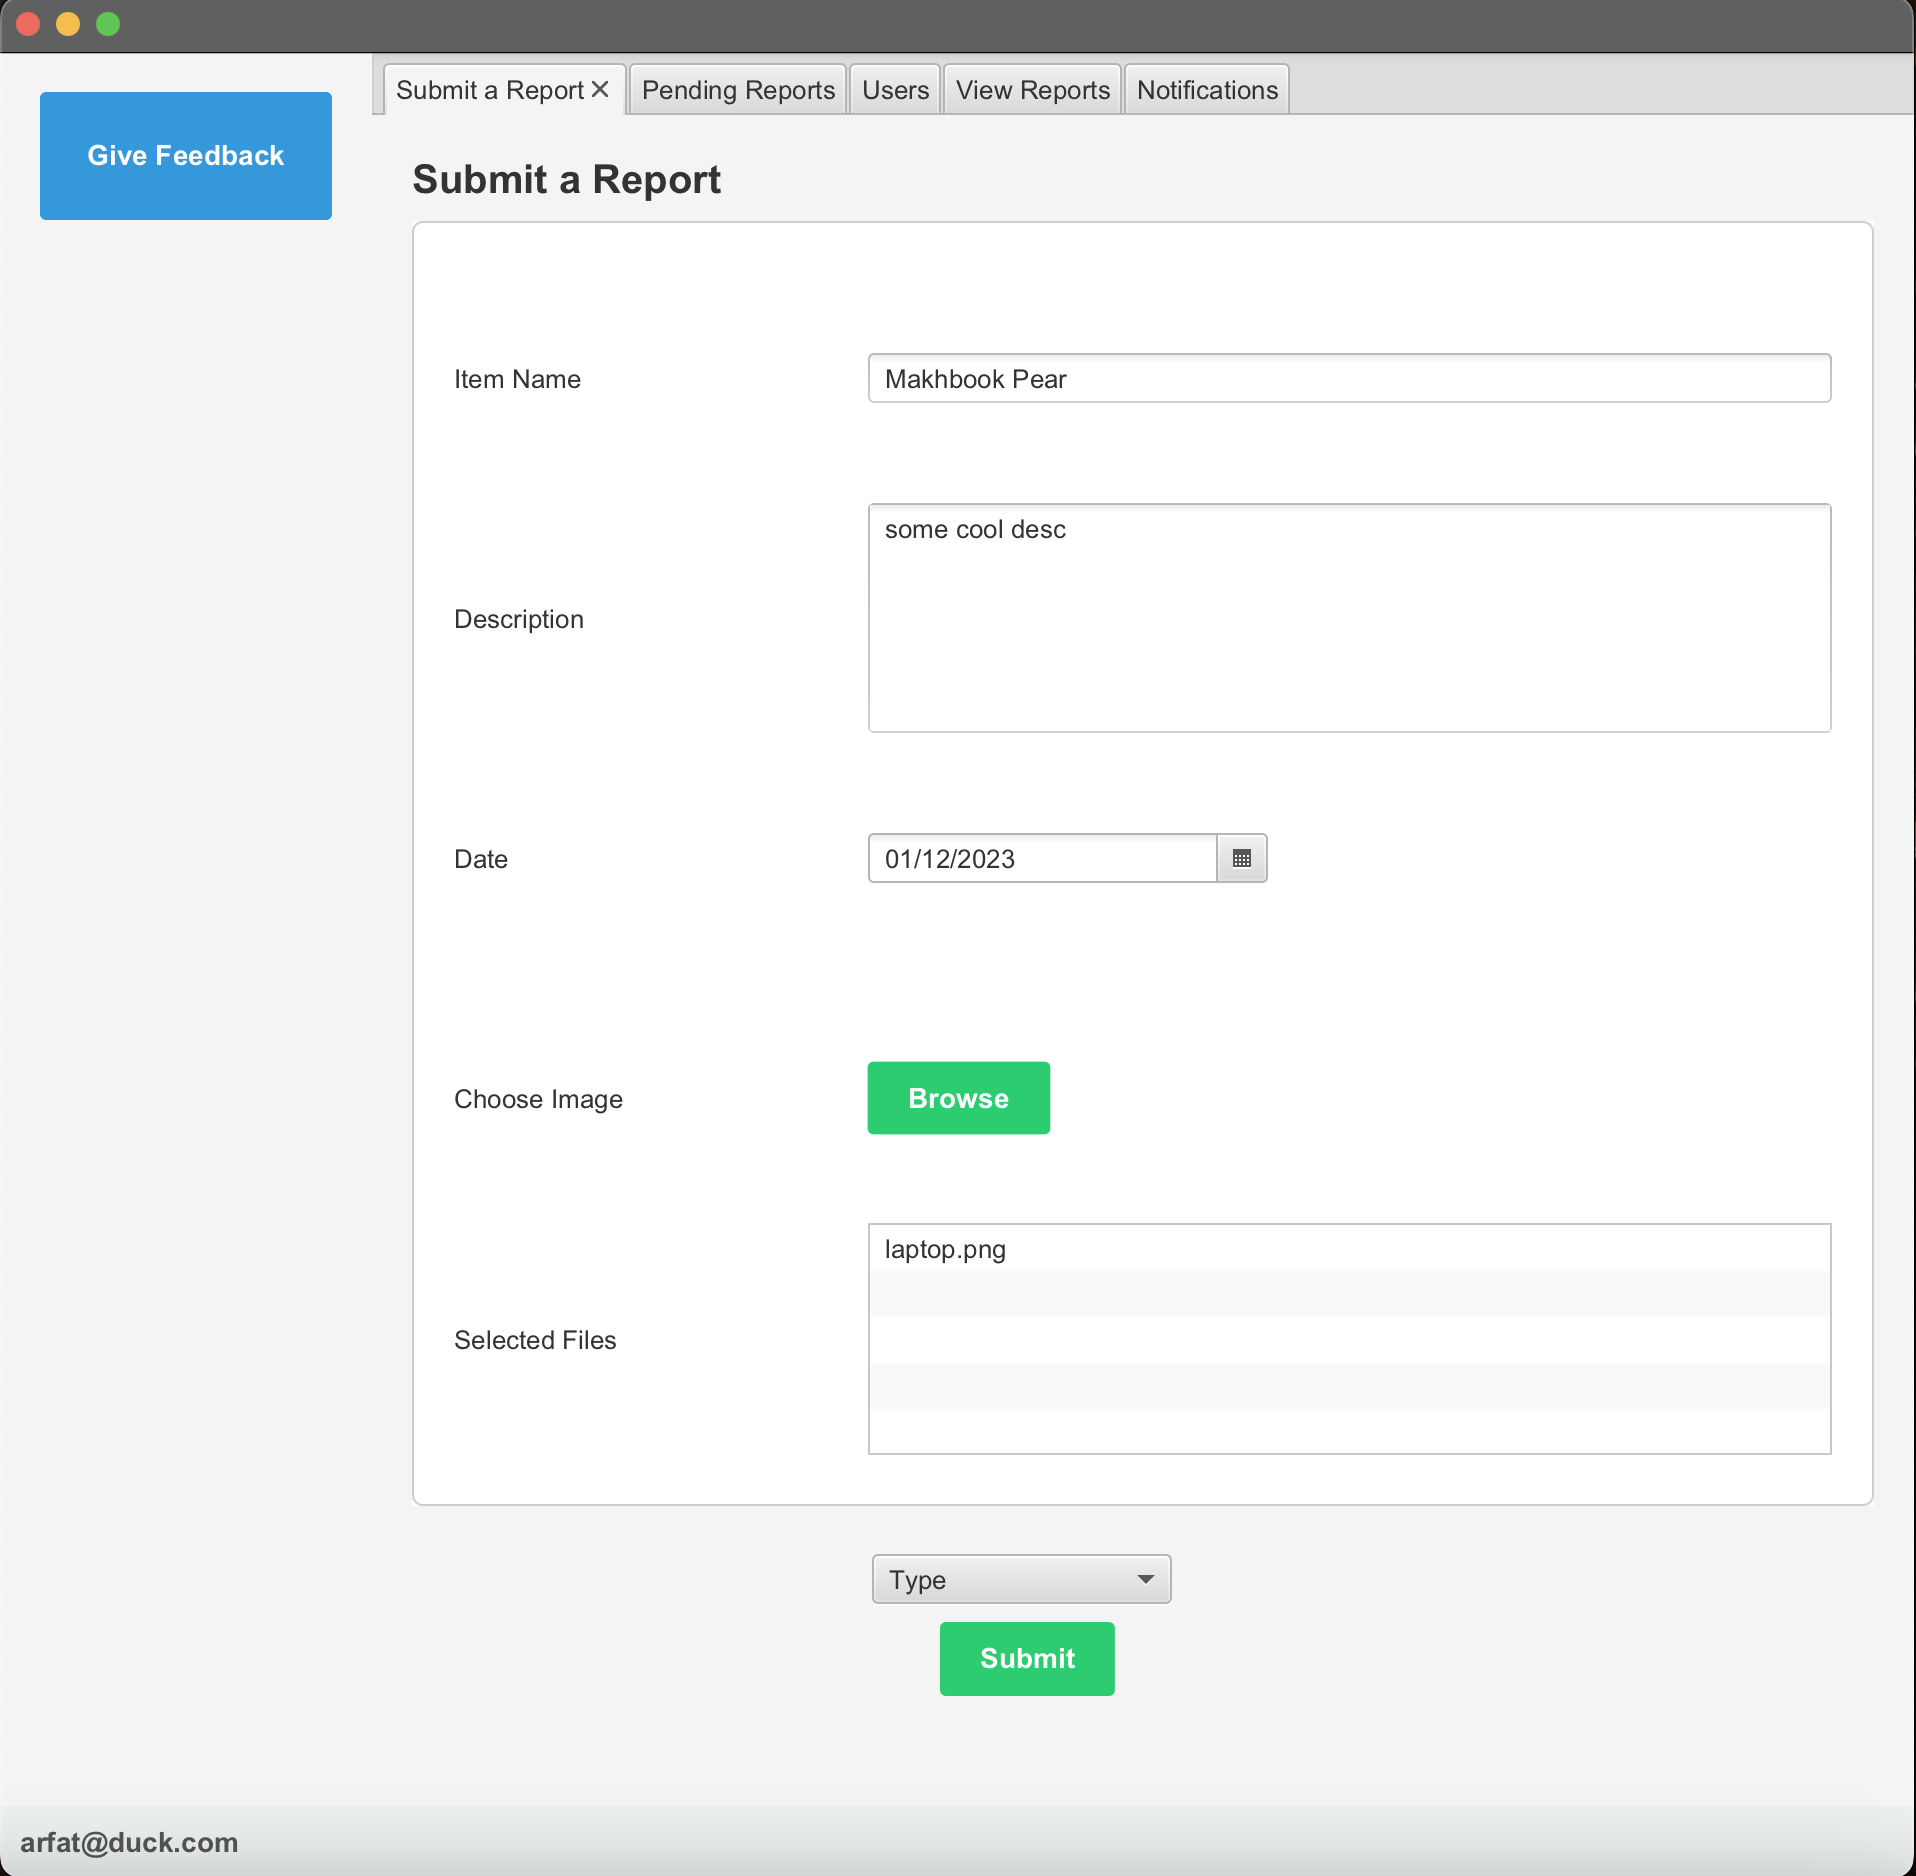 Give Feedback
Submit a Report
Pending Reports
Users
View Reports
Notifications
Submit a Report
Item Name
Makhbook Pear
Description
some cool desc
Date
01/12/2023
Choose Image
Browse
Selected Files
laptop.png
Type
Submit
arfat@duck.com